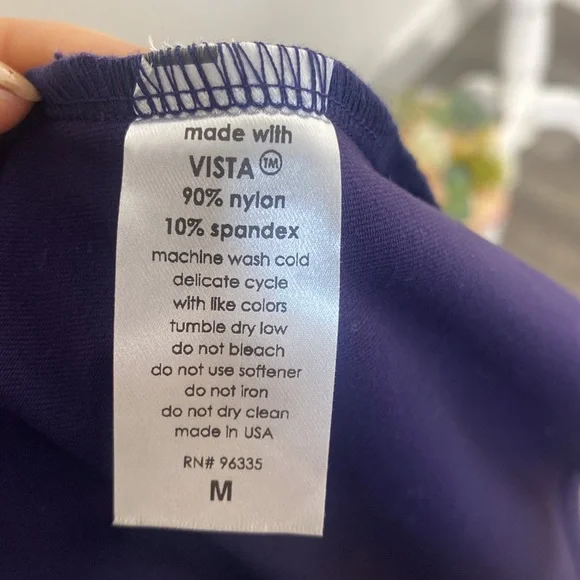 made with
VISTA™
90% nylon
10% spandex
machine wash cold
delicate cycle
with like colors
tumble dry low
do not bleach
do not use softener
do not iron
do not dry clean
made in USA
RN# 96335
M